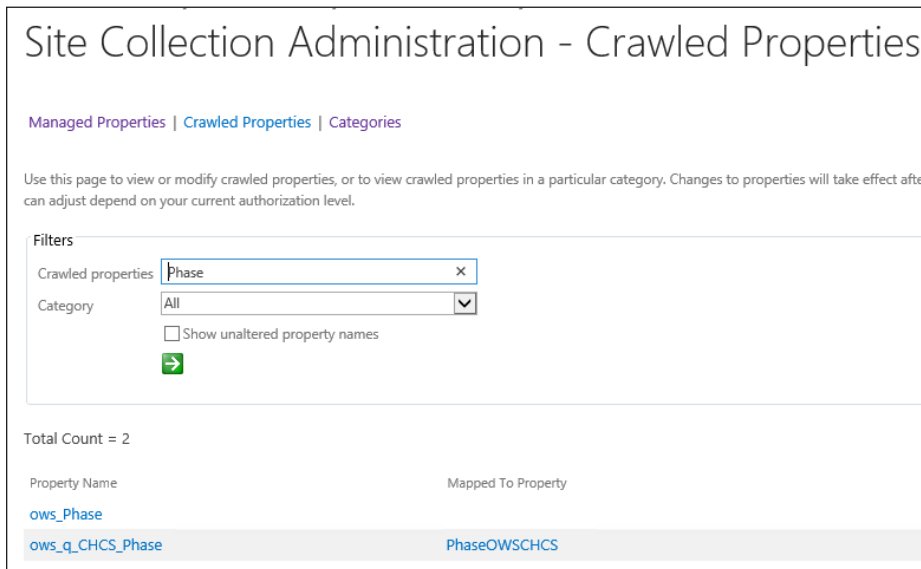 Site Collection Administration - Crawled Properties
Managed Properties | Crawled Properties | Categories
Use this page to view or modify crawled properties, or to view crawled properties in a particular category. Changes to properties will take effect afte
can adjust depend on your current authorization level.
Filters
Crawled properties Phase ×
Category All
Show unaltered property names
Total Count = 2
Property Name Mapped To Property
ows_Phase
ows_q_CHCS_Phase PhaseOWSCHCS